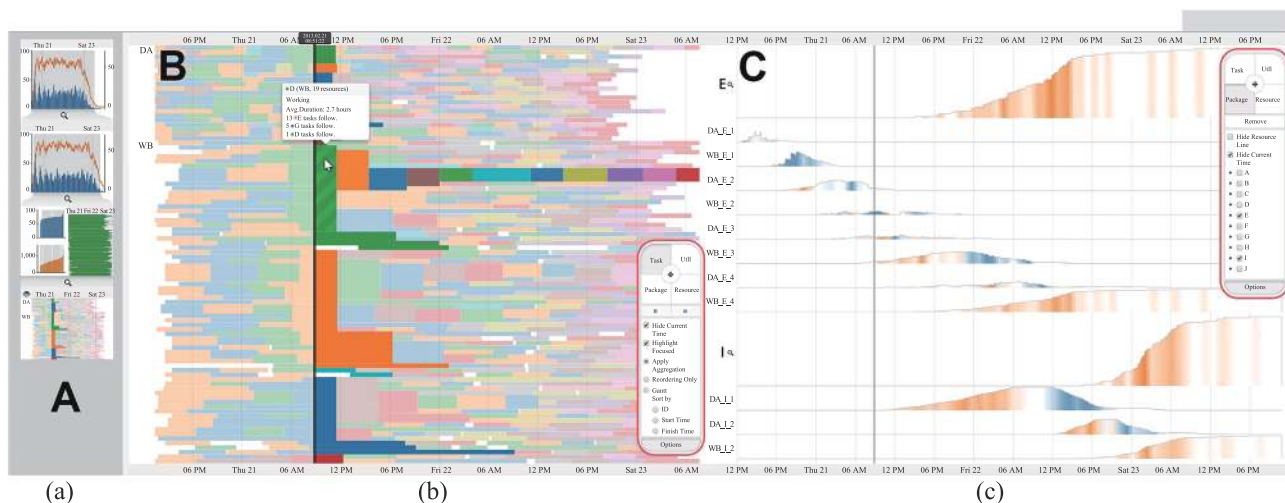 Thu 21 Sat 23
100 50
50
0 0
Thu 21 Sat 23
100 50
50
0 0
100 Thu 21 Fri 22 Sat 23
50
0
1,000
0
Thu 21 Fri 22 Sat 23
DA
WB
A
(a)
06 PM Thu 21 06 AM 12 PM 06 PM Fri 22 06 AM 12 PM 06 PM Sat 23 06 AM
2013.02.21
DA
B
WB
#D (WB, 19 resources)
Working
Avg.Duration: 2.7 hours
13 #E tasks follow.
5 #G tasks follow.
1 #D tasks follow.
Task Util
Package Resource
Hide Current
Time
Highlight
Focused
Apply
Aggregation
Reordering Only
Gantt
Sort by
ID
Start Time
Finish Time
Options
06 PM Thu 21 06 AM 12 PM 06 PM Fri 22 06 AM 12 PM 06 PM Sat 23 06 AM
(b)
12 PM 06 PM Thu 21 06 AM 12 PM 06 PM Fri 22 06 AM 12 PM 06 PM Sat 23 06 AM 12 PM 06 PM
C
E
DA_E_1
WB_E_1
DA_E_2
WB_E_2
DA_E_3
WB_E_3
DA_E_4
WB_E_4
I
DA_I_1
DA_I_2
WB_I_2
Task Util
Package Resource
Remove
Hide Resource
Line
Hide Current
Time
A
B
C
D
E
F
G
H
I
J
Options
12 PM 06 PM Thu 21 06 AM 12 PM 06 PM Fri 22 06 AM 12 PM 06 PM Sat 23 06 AM 12 PM 06 PM
(c)